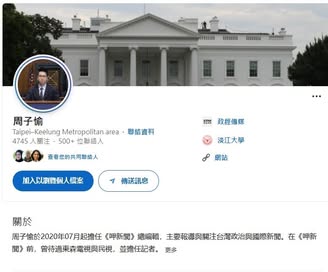 周子愉
Taipei–Keelung Metropolitan area · 聯絡資料
4745 人關注 · 500+ 位聯絡人
查看您的共同聯絡人
加入以瀏覽個人檔案
傳送訊息
政經傳媒
淡江大學
網站
關於
周子愉於2020年07月起擔任《呷新聞》總編輯，主要報導與關注台灣政治與國際新聞。在《呷新
聞》前，曾待過東森電視與民視，並擔任記者。 更多